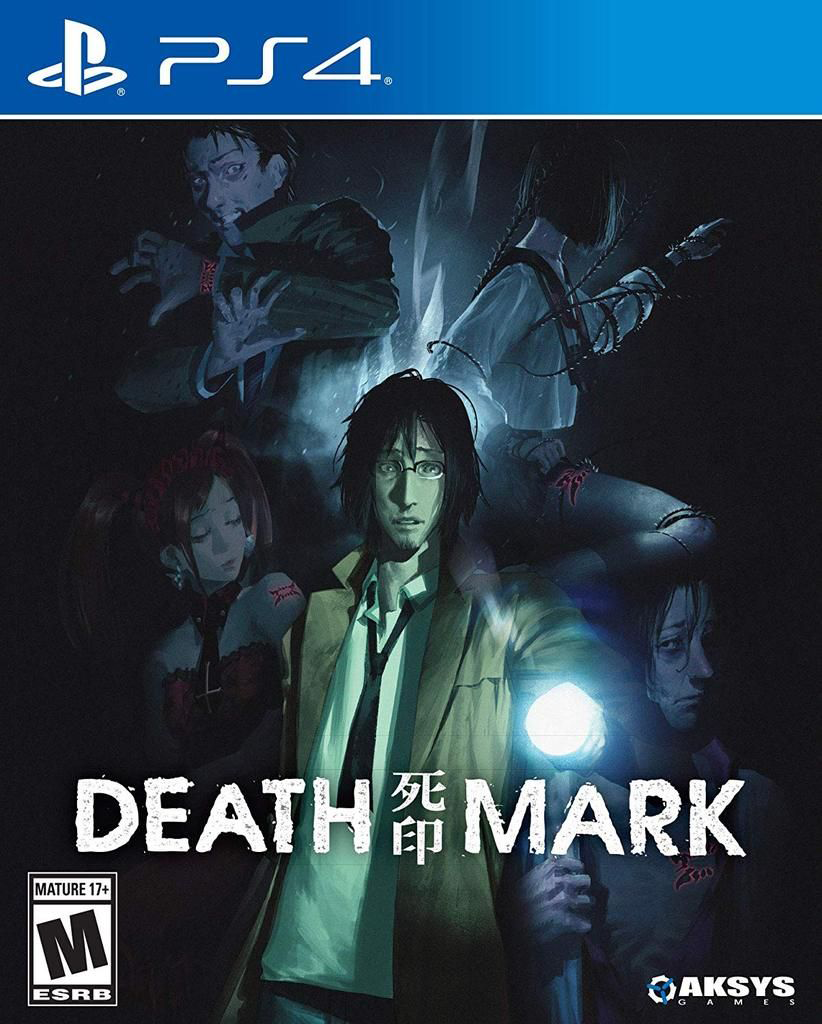 PS4
DEATH 死印 MARK
MATURE 17+
M
ESRB
AKSYS
GAMES